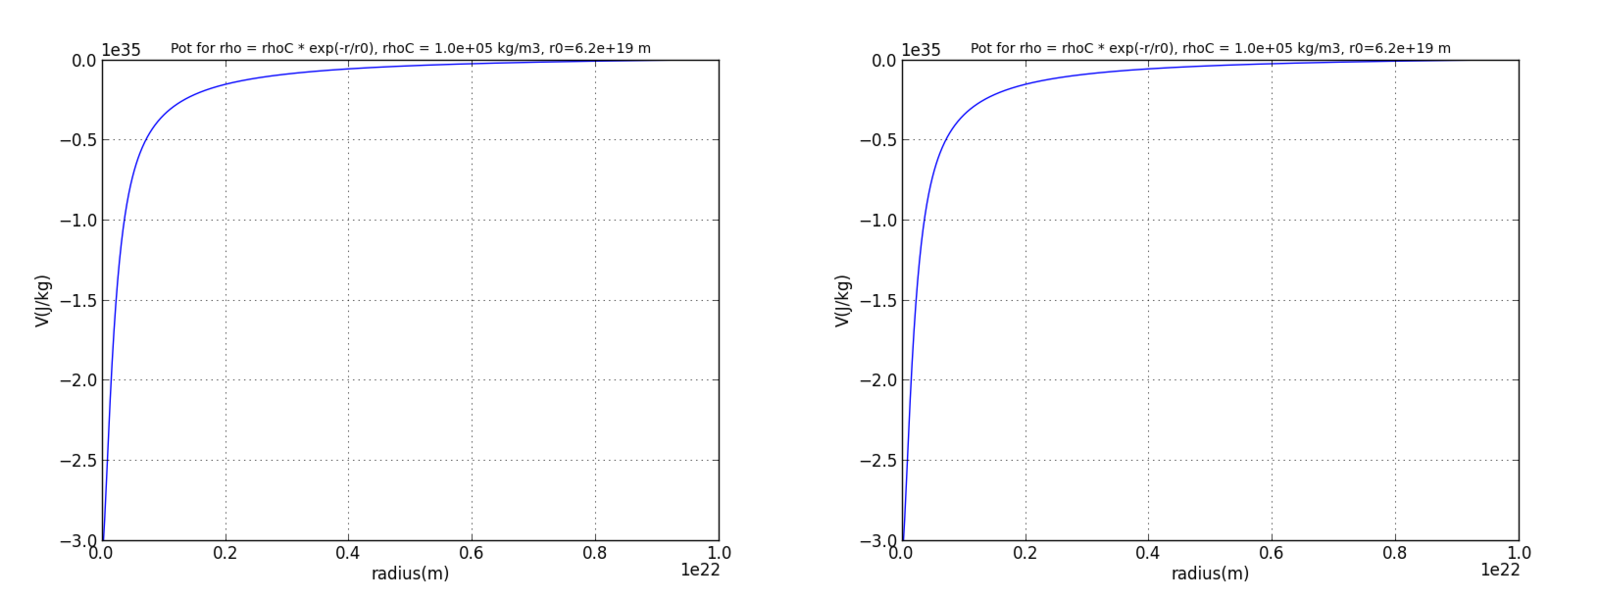 1e35
Pot for rho = rhoC * exp(-r/r0), rhoC = 1.0e+05 kg/m3, r0=6.2e+19 m
0.0
−0.5
−1.0
−1.5
−2.0
−2.5
−3.0
V(J/kg)
0.0 0.2 0.4 0.6 0.8 1.0
1e22
radius(m)
1e35
Pot for rho = rhoC * exp(-r/r0), rhoC = 1.0e+05 kg/m3, r0=6.2e+19 m
0.0
−0.5
−1.0
−1.5
−2.0
−2.5
−3.0
V(J/kg)
0.0 0.2 0.4 0.6 0.8 1.0
1e22
radius(m)